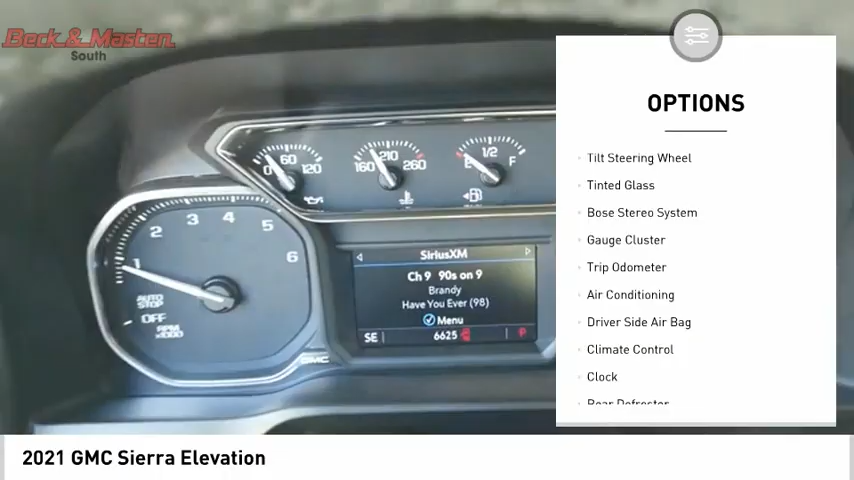 Beck & Masten
South
OPTIONS
Tilt Steering Wheel
Tinted Glass
Bose Stereo System
Gauge Cluster
Trip Odometer
Air Conditioning
Driver Side Air Bag
Climate Control
Clock
Rear Defroster
0 60 120
160 210 260
E 1/2 F
1 2 3 4 5 6
AUTO
STOP
OFF
RPM
x1000
GMC
SiriusXM
Ch 9 90s on 9
Brandy
Have You Ever (98)
Menu
SE 6625 P
2021 GMC Sierra Elevation